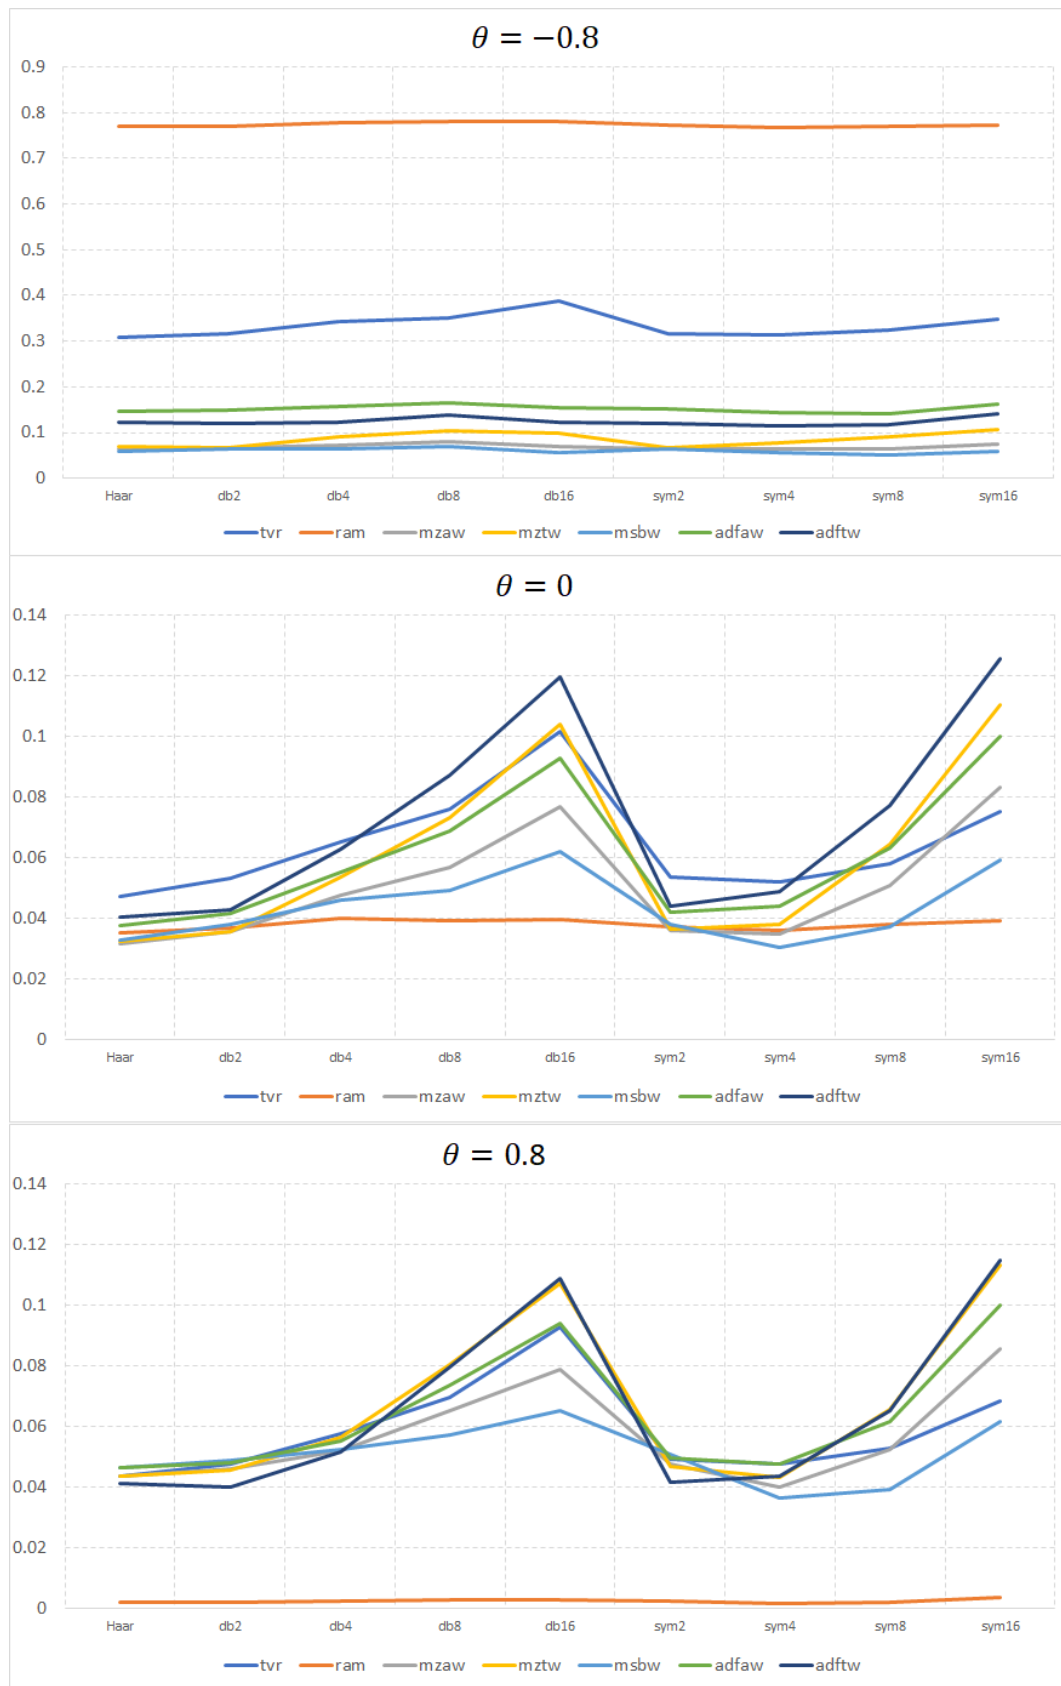 θ = −0.8
0.9
0.8
0.7
0.6
0.5
0.4
0.3
0.2
0.1
0
Haar db2 db4 db8 db16 sym2 sym4 sym8 sym16
tvr ram mzaw mztw msbw adfaw adftw
θ = 0
0.14
0.12
0.1
0.08
0.06
0.04
0.02
0
Haar db2 db4 db8 db16 sym2 sym4 sym8 sym16
tvr ram mzaw mztw msbw adfaw adftw
θ = 0.8
0.14
0.12
0.1
0.08
0.06
0.04
0.02
0
Haar db2 db4 db8 db16 sym2 sym4 sym8 sym16
tvr ram mzaw mztw msbw adfaw adftw